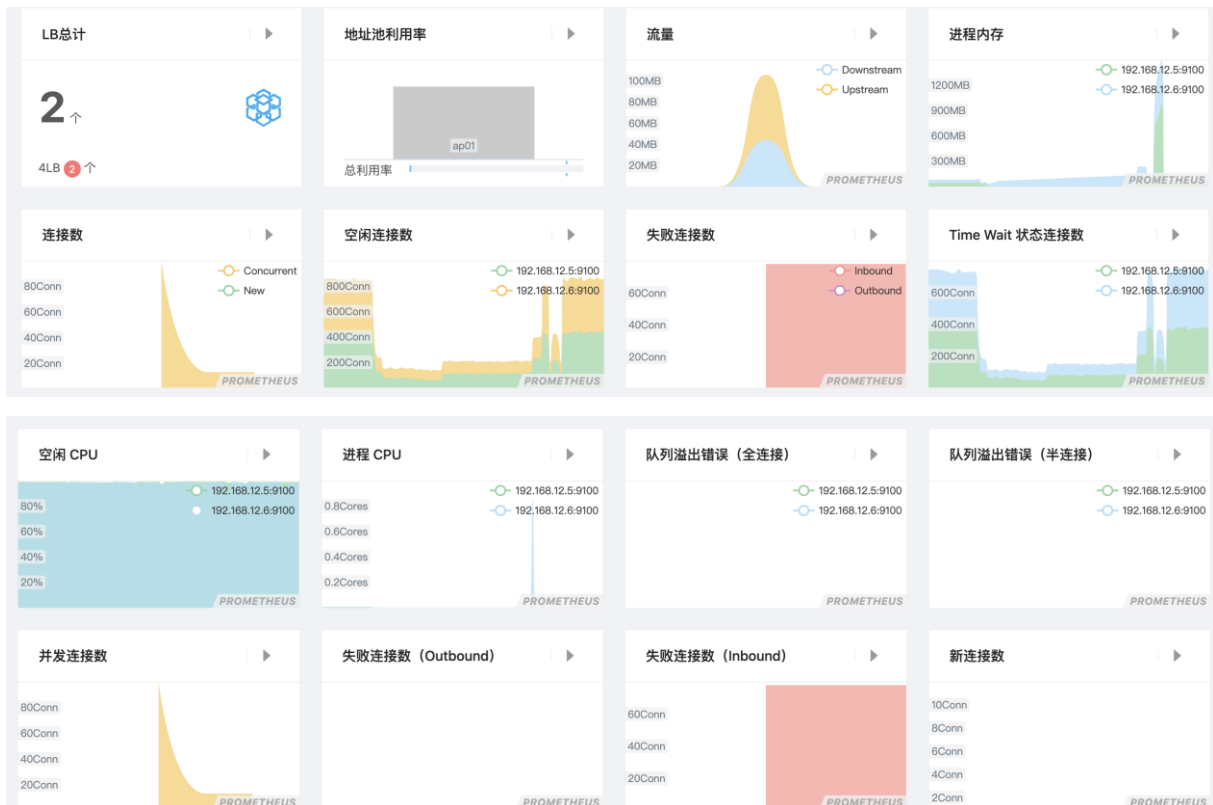 LB总计
2 个
4LB 2 个
地址池利用率
ap01
总利用率
流量
Downstream
Upstream
100MB
80MB
60MB
40MB
20MB
PROMETHEUS
进程内存
192.168.12.5:9100
192.168.12.6:9100
1200MB
900MB
600MB
300MB
PROMETHEUS
连接数
Concurrent
New
80Conn
60Conn
40Conn
20Conn
PROMETHEUS
空闲连接数
192.168.12.5:9100
192.168.12.6:9100
800Conn
600Conn
400Conn
200Conn
PROMETHEUS
失败连接数
Inbound
Outbound
60Conn
40Conn
20Conn
PROMETHEUS
Time Wait 状态连接数
192.168.12.5:9100
192.168.12.6:9100
600Conn
400Conn
200Conn
PROMETHEUS
空闲 CPU
192.168.12.5:9100
192.168.12.6:9100
80%
60%
40%
20%
PROMETHEUS
进程 CPU
192.168.12.5:9100
192.168.12.6:9100
0.8Cores
0.6Cores
0.4Cores
0.2Cores
PROMETHEUS
队列溢出错误（全连接）
192.168.12.5:9100
192.168.12.6:9100
PROMETHEUS
队列溢出错误（半连接）
192.168.12.5:9100
192.168.12.6:9100
PROMETHEUS
并发连接数
80Conn
60Conn
40Conn
20Conn
PROMETHEUS
失败连接数（Outbound）
PROMETHEUS
失败连接数（Inbound）
60Conn
40Conn
20Conn
PROMETHEUS
新连接数
10Conn
8Conn
6Conn
4Conn
2Conn
PROMETHEUS